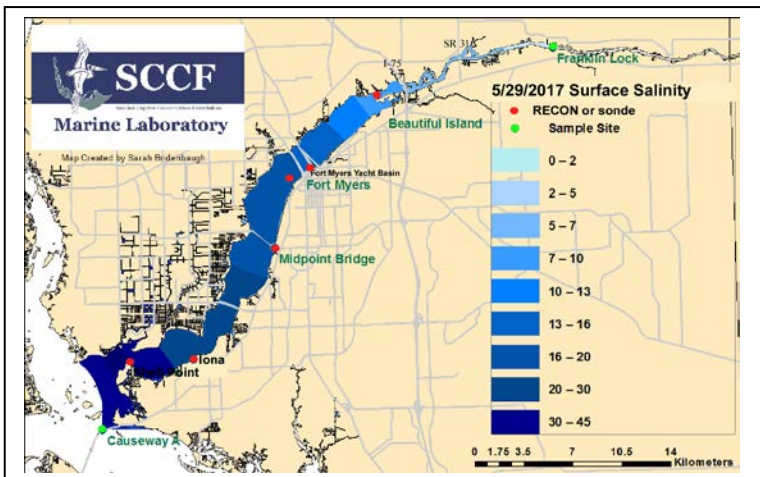 SCCF
Marine Laboratory
Map Created by Sarah Bridenbaugh
SR 31
I-75
Franklin Lock
5/29/2017 Surface Salinity
RECON or sonde
Sample Site
Beautiful Island
Fort Myers Yacht Basin
Fort Myers
Midpoint Bridge
Iona
Shell Point
Causeway A
0 – 2
2 – 5
5 – 7
7 – 10
10 – 13
13 – 16
16 – 20
20 – 30
30 – 45
0 1.75 3.5 7 10.5 14
Kilometers